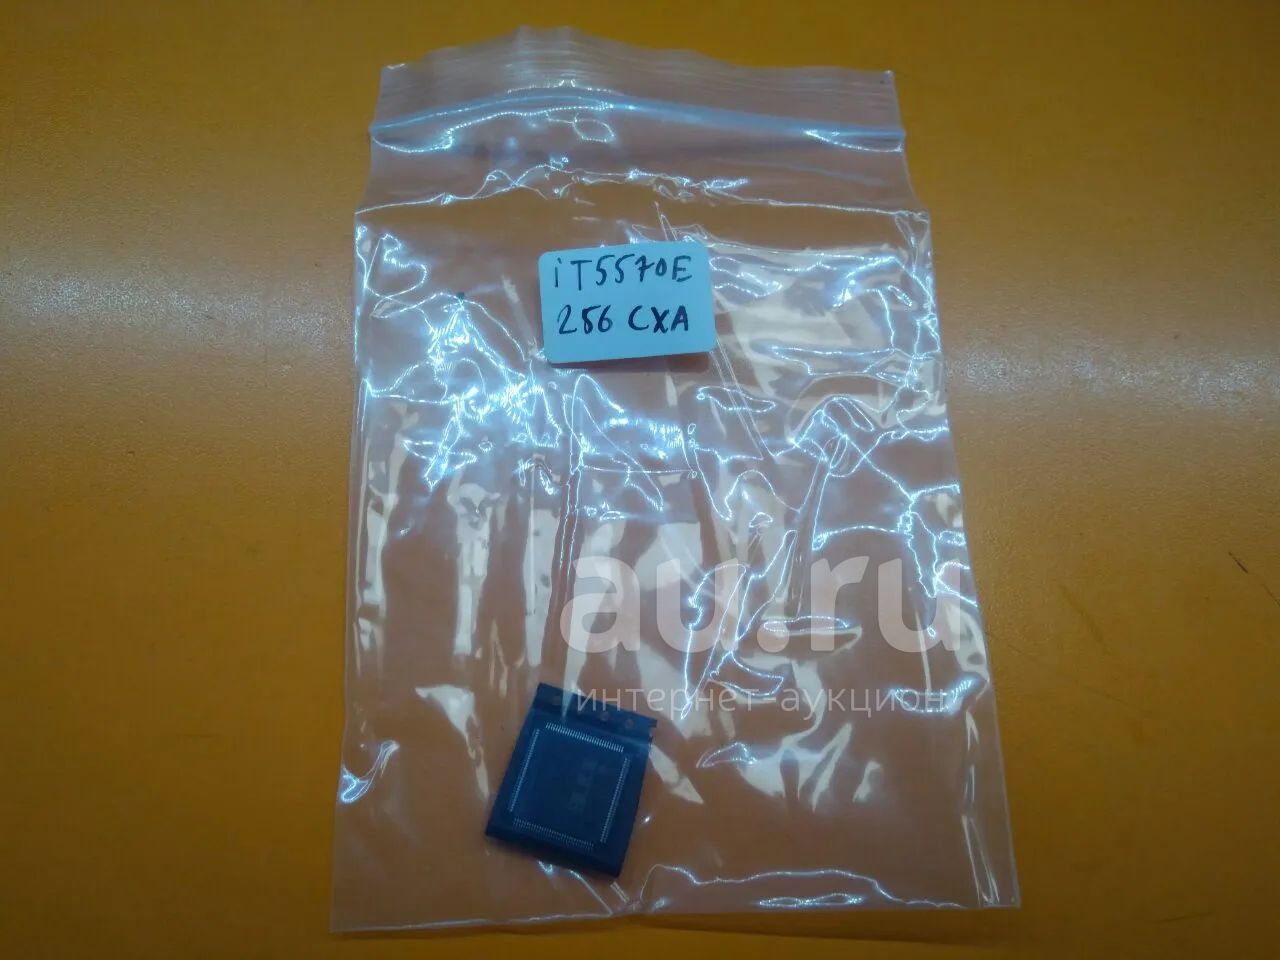 iT5570E
256 CXA
au.ru
интернет-аукцион